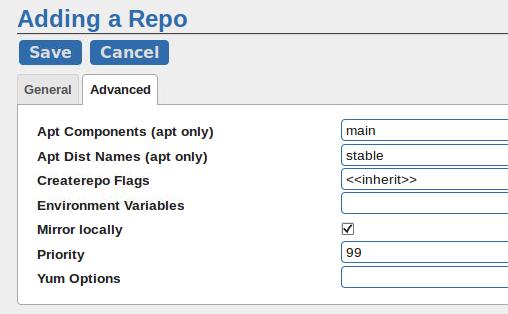 Adding a Repo
Save Cancel
General Advanced
Apt Components (apt only) main
Apt Dist Names (apt only) stable
Createrepo Flags <<inherit>>
Environment Variables
Mirror locally
Priority 99
Yum Options